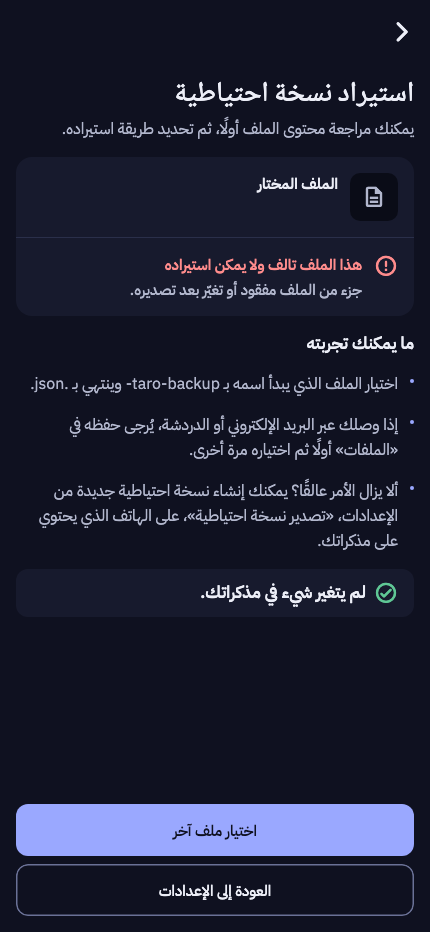 استيراد نسخة احتياطية
يمكنك مراجعة محتوى الملف أولًا، ثم تحديد طريقة استيراده.
الملف المختار
هذا الملف تالف ولا يمكن استيراده
جزء من الملف مفقود أو تغيّر بعد تصديره.
ما يمكنك تجربته
• اختيار الملف الذي يبدأ اسمه بـ taro-backup- وينتهي بـ .json.
• إذا وصلك عبر البريد الإلكتروني أو الدردشة، يُرجى حفظه في
«الملفات» أولًا ثم اختياره مرة أخرى.
• ألا يزال الأمر عالقًا؟ يمكنك إنشاء نسخة احتياطية جديدة من
الإعدادات، «تصدير نسخة احتياطية»، على الهاتف الذي يحتوي
على مذكراتك.
لم يتغير شيء في مذكراتك.
اختيار ملف آخر
العودة إلى الإعدادات